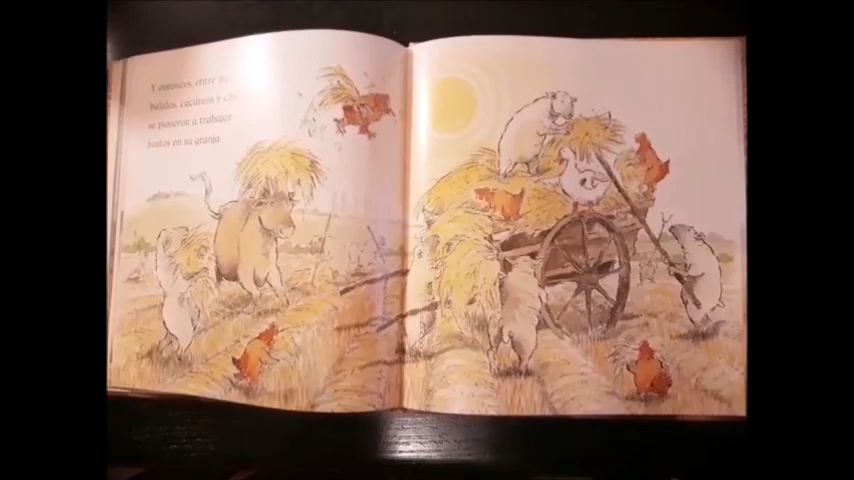 Y entonces, entre
balidos, cacareos y
se pusieron a trabajar
juntos en su granja.